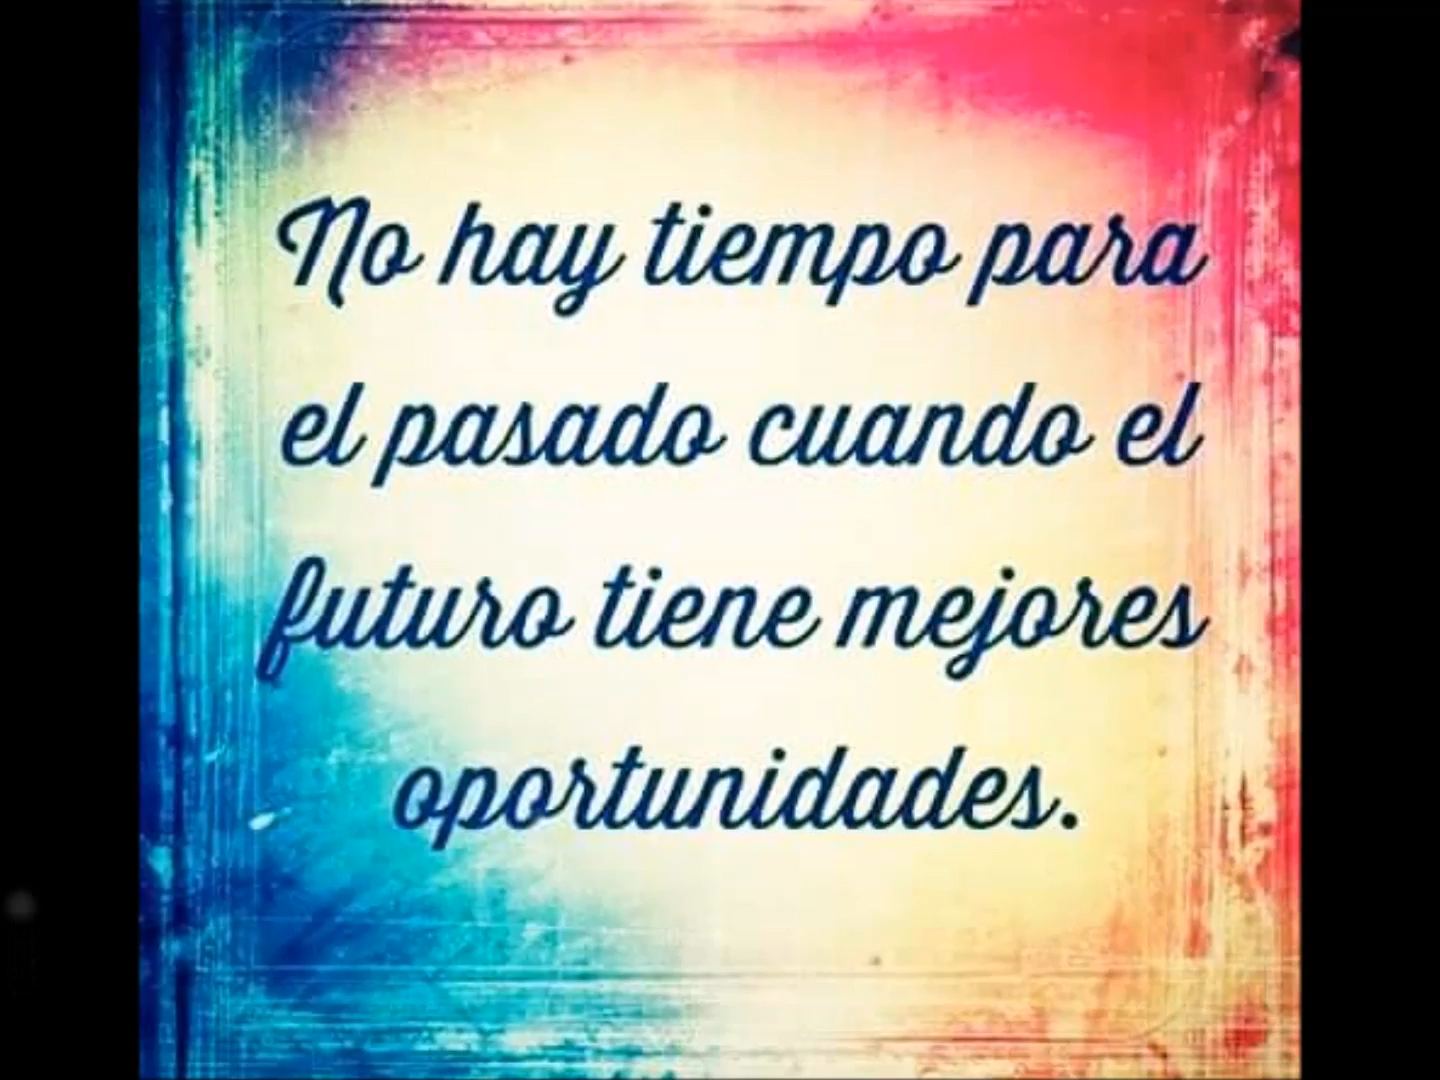 No hay tiempo para
el pasado cuando el
futuro tiene mejores
oportunidades.